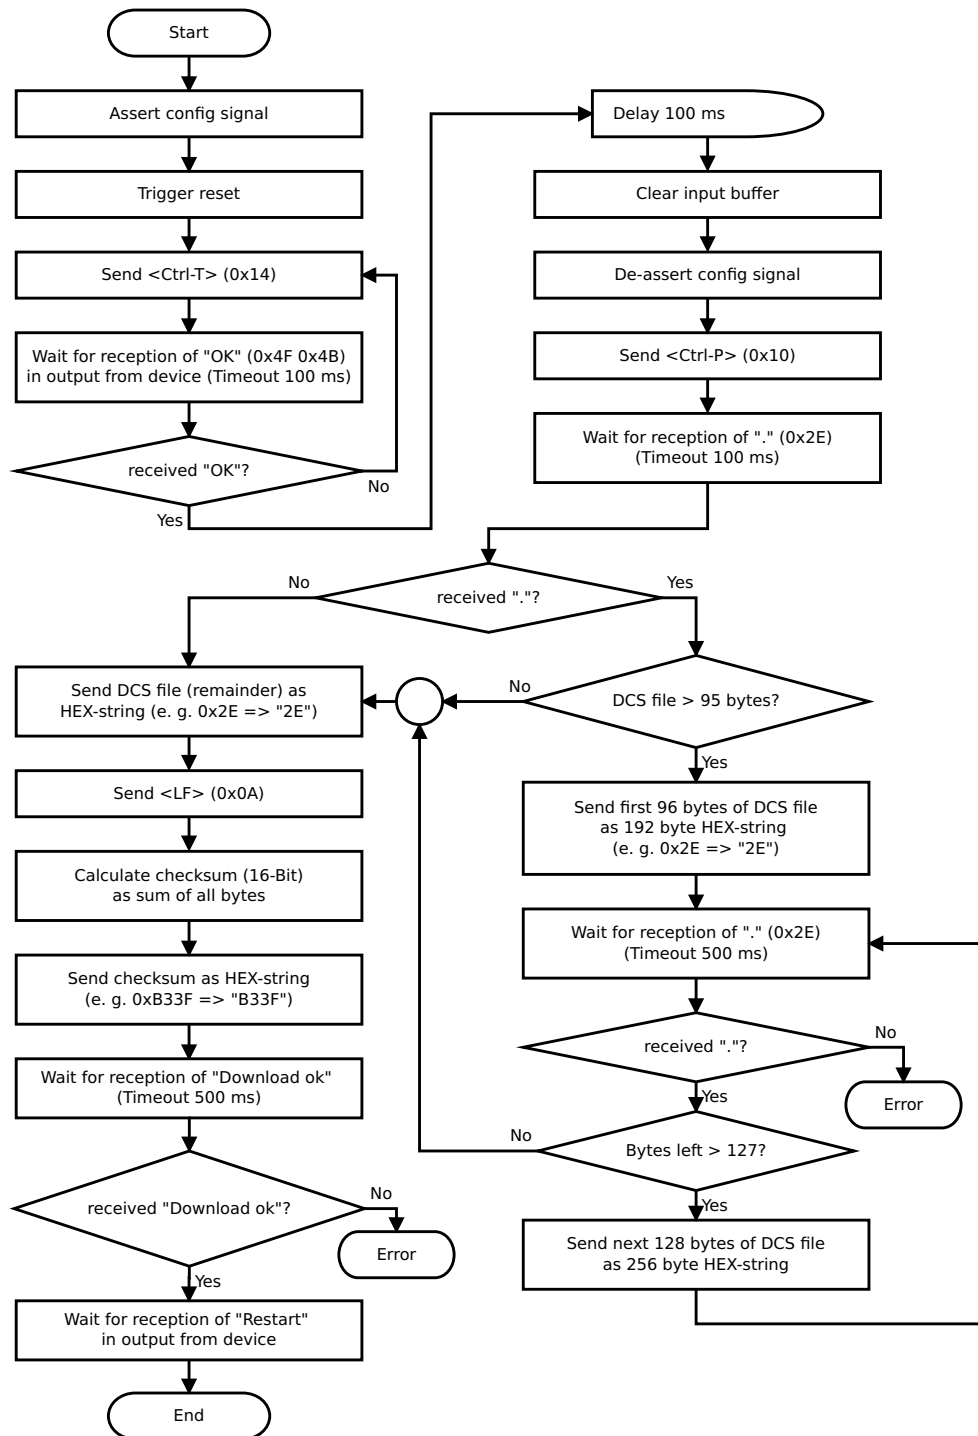 Start
Assert config signal
Trigger reset
Send <Ctrl-T> (0x14)
Wait for reception of "OK" (0x4F 0x4B)
in output from device (Timeout 100 ms)
received "OK"?
No
Yes
Delay 100 ms
Clear input buffer
De-assert config signal
Send <Ctrl-P> (0x10)
Wait for reception of "." (0x2E)
(Timeout 100 ms)
received "."?
No
Yes
Send DCS file (remainder) as
HEX-string (e. g. 0x2E => "2E")
Send <LF> (0x0A)
Calculate checksum (16-Bit)
as sum of all bytes
Send checksum as HEX-string
(e. g. 0xB33F => "B33F")
Wait for reception of "Download ok"
(Timeout 500 ms)
received "Download ok"?
No
Error
Yes
Wait for reception of "Restart"
in output from device
End
DCS file > 95 bytes?
No
Yes
Send first 96 bytes of DCS file
as 192 byte HEX-string
(e. g. 0x2E => "2E")
Wait for reception of "." (0x2E)
(Timeout 500 ms)
received "."?
No
Error
Yes
Bytes left > 127?
No
Yes
Send next 128 bytes of DCS file
as 256 byte HEX-string